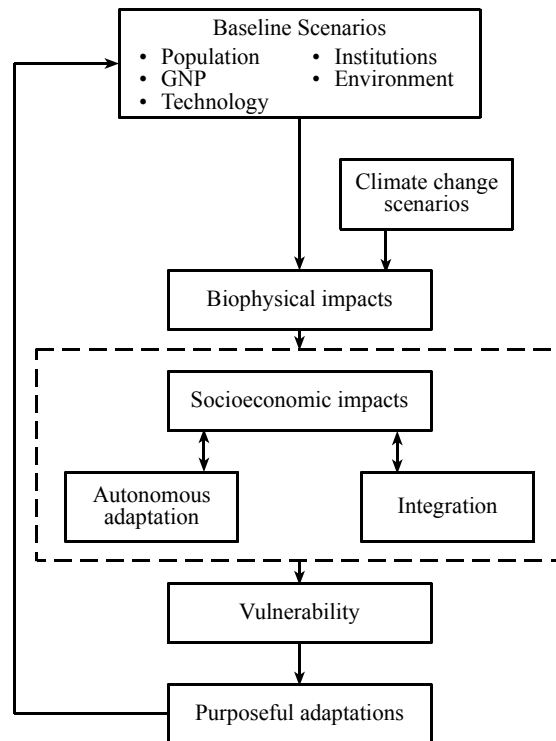 Baseline Scenarios
• Population
• GNP
• Technology
• Institutions
• Environment
Climate change
scenarios
Biophysical impacts
Socioeconomic impacts
Autonomous
adaptation
Integration
Vulnerability
Purposeful adaptations